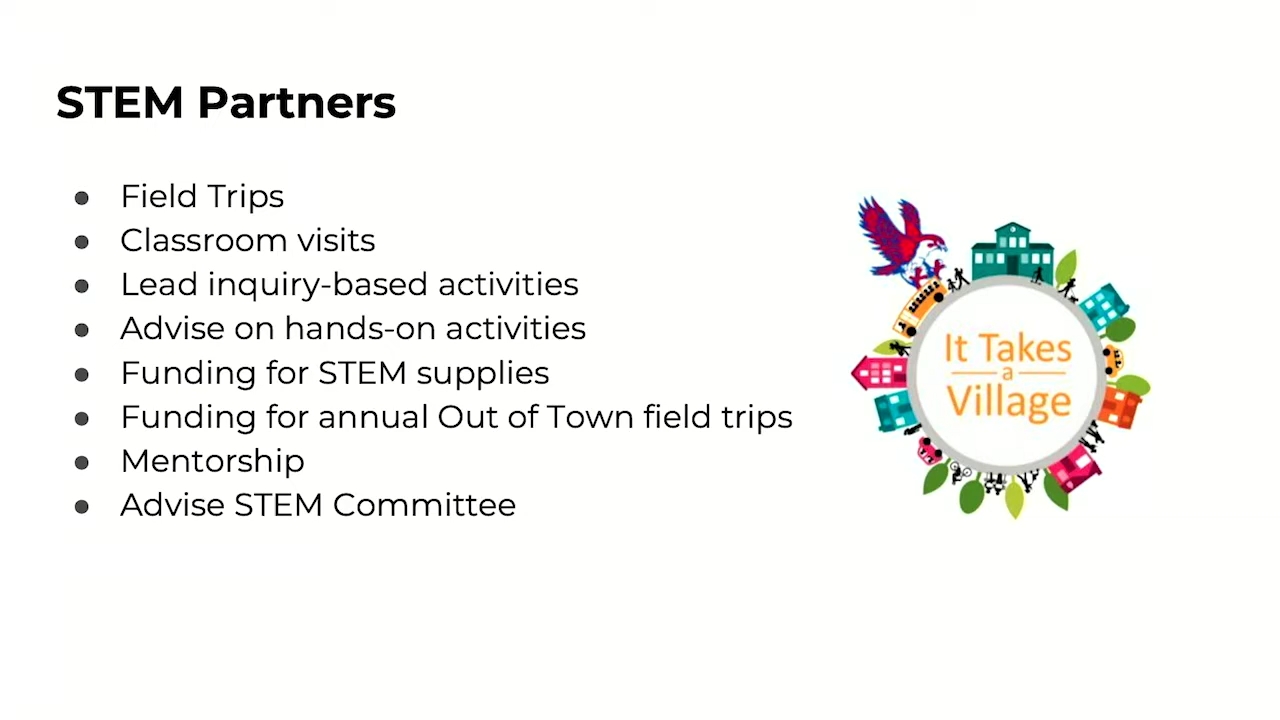 STEM Partners
● Field Trips
● Classroom visits
● Lead inquiry-based activities
● Advise on hands-on activities
● Funding for STEM supplies
● Funding for annual Out of Town field trips
● Mentorship
● Advise STEM Committee
It Takes
a
Village